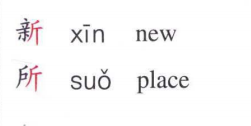 新 xīn new
所 suǒ place